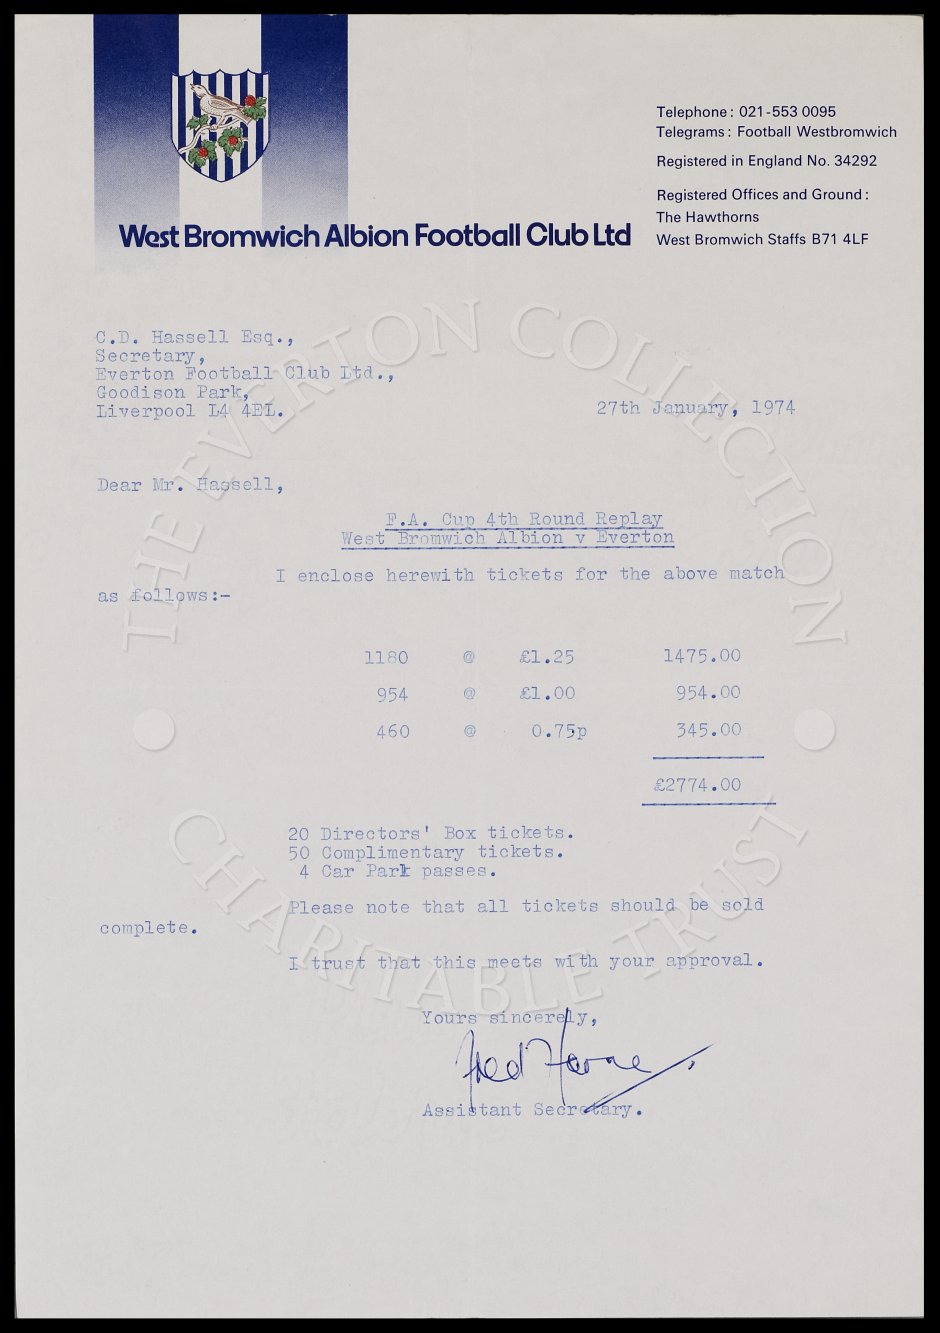 Telephone: 021-553 0095
Telegrams: Football Westbromwich
Registered in England No. 34292
Registered Offices and Ground:
The Hawthorns
West Bromwich Staffs B71 4LF
West Bromwich Albion Football Club Ltd
C.D. Hassell Esq.,
Secretary,
Everton Football Club Ltd.,
Goodison Park,
Liverpool L4 4EL.
27th January, 1974
Dear Mr. Hassell,
F.A. Cup 4th Round Replay
West Bromwich Albion v Everton
I enclose herewith tickets for the above match
as follows:-
1180 @ £1.25 1475.00
954 @ £1.00 954.00
460 @ 0.75p 345.00
£2774.00
20 Directors' Box tickets.
50 Complimentary tickets.
4 Car Park passes.
Please note that all tickets should be sold
complete.
I trust that this meets with your approval.
Yours sincerely,
Fred Horne
Assistant Secretary.
THE EVERTON COLLECTION
CHARITABLE TRUST